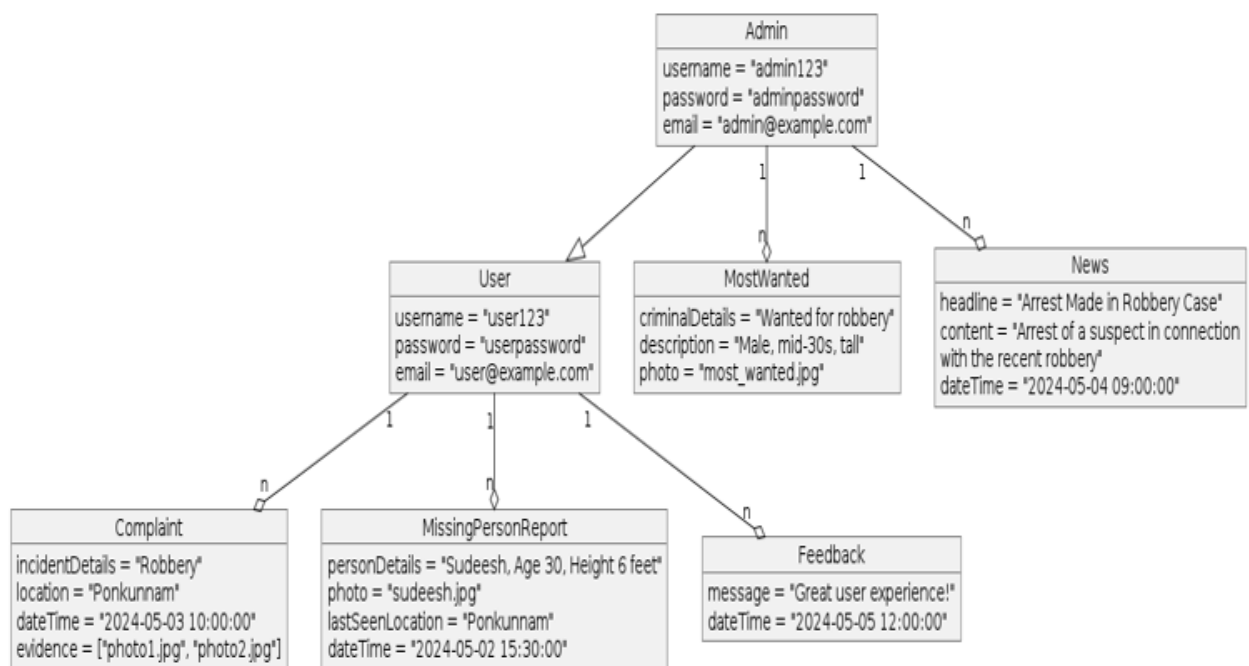 Admin
username = "admin123"
password = "adminpassword"
email = "admin@example.com"
1
1
n
n
User
username = "user123"
password = "userpassword"
email = "user@example.com"
MostWanted
criminalDetails = "Wanted for robbery"
description = "Male, mid-30s, tall"
photo = "most_wanted.jpg"
News
headline = "Arrest Made in Robbery Case"
content = "Arrest of a suspect in connection
with the recent robbery"
dateTime = "2024-05-04 09:00:00"
1
1
1
n
n
n
Complaint
incidentDetails = "Robbery"
location = "Ponkunnam"
dateTime = "2024-05-03 10:00:00"
evidence = ["photo1.jpg", "photo2.jpg"]
MissingPersonReport
personDetails = "Sudeesh, Age 30, Height 6 feet"
photo = "sudeesh.jpg"
lastSeenLocation = "Ponkunnam"
dateTime = "2024-05-02 15:30:00"
Feedback
message = "Great user experience!"
dateTime = "2024-05-05 12:00:00"